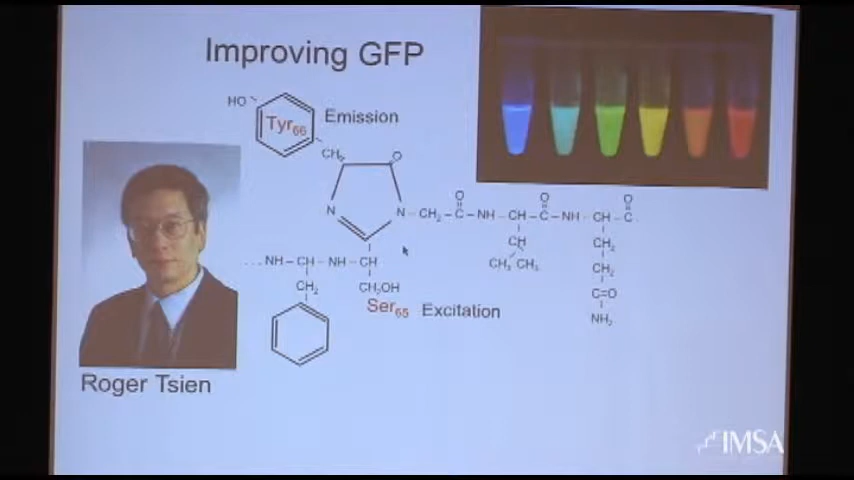 Improving GFP
HO
Tyr66
Emission
CH2
O
N
N – CH2 – C – NH – CH – C – NH – CH – C
O
O
O
CH
CH3 CH3
CH2
CH2
C=O
NH2
... NH – CH – NH – CH
CH2
CH2OH
Ser65 Excitation
Roger Tsien
IMSA